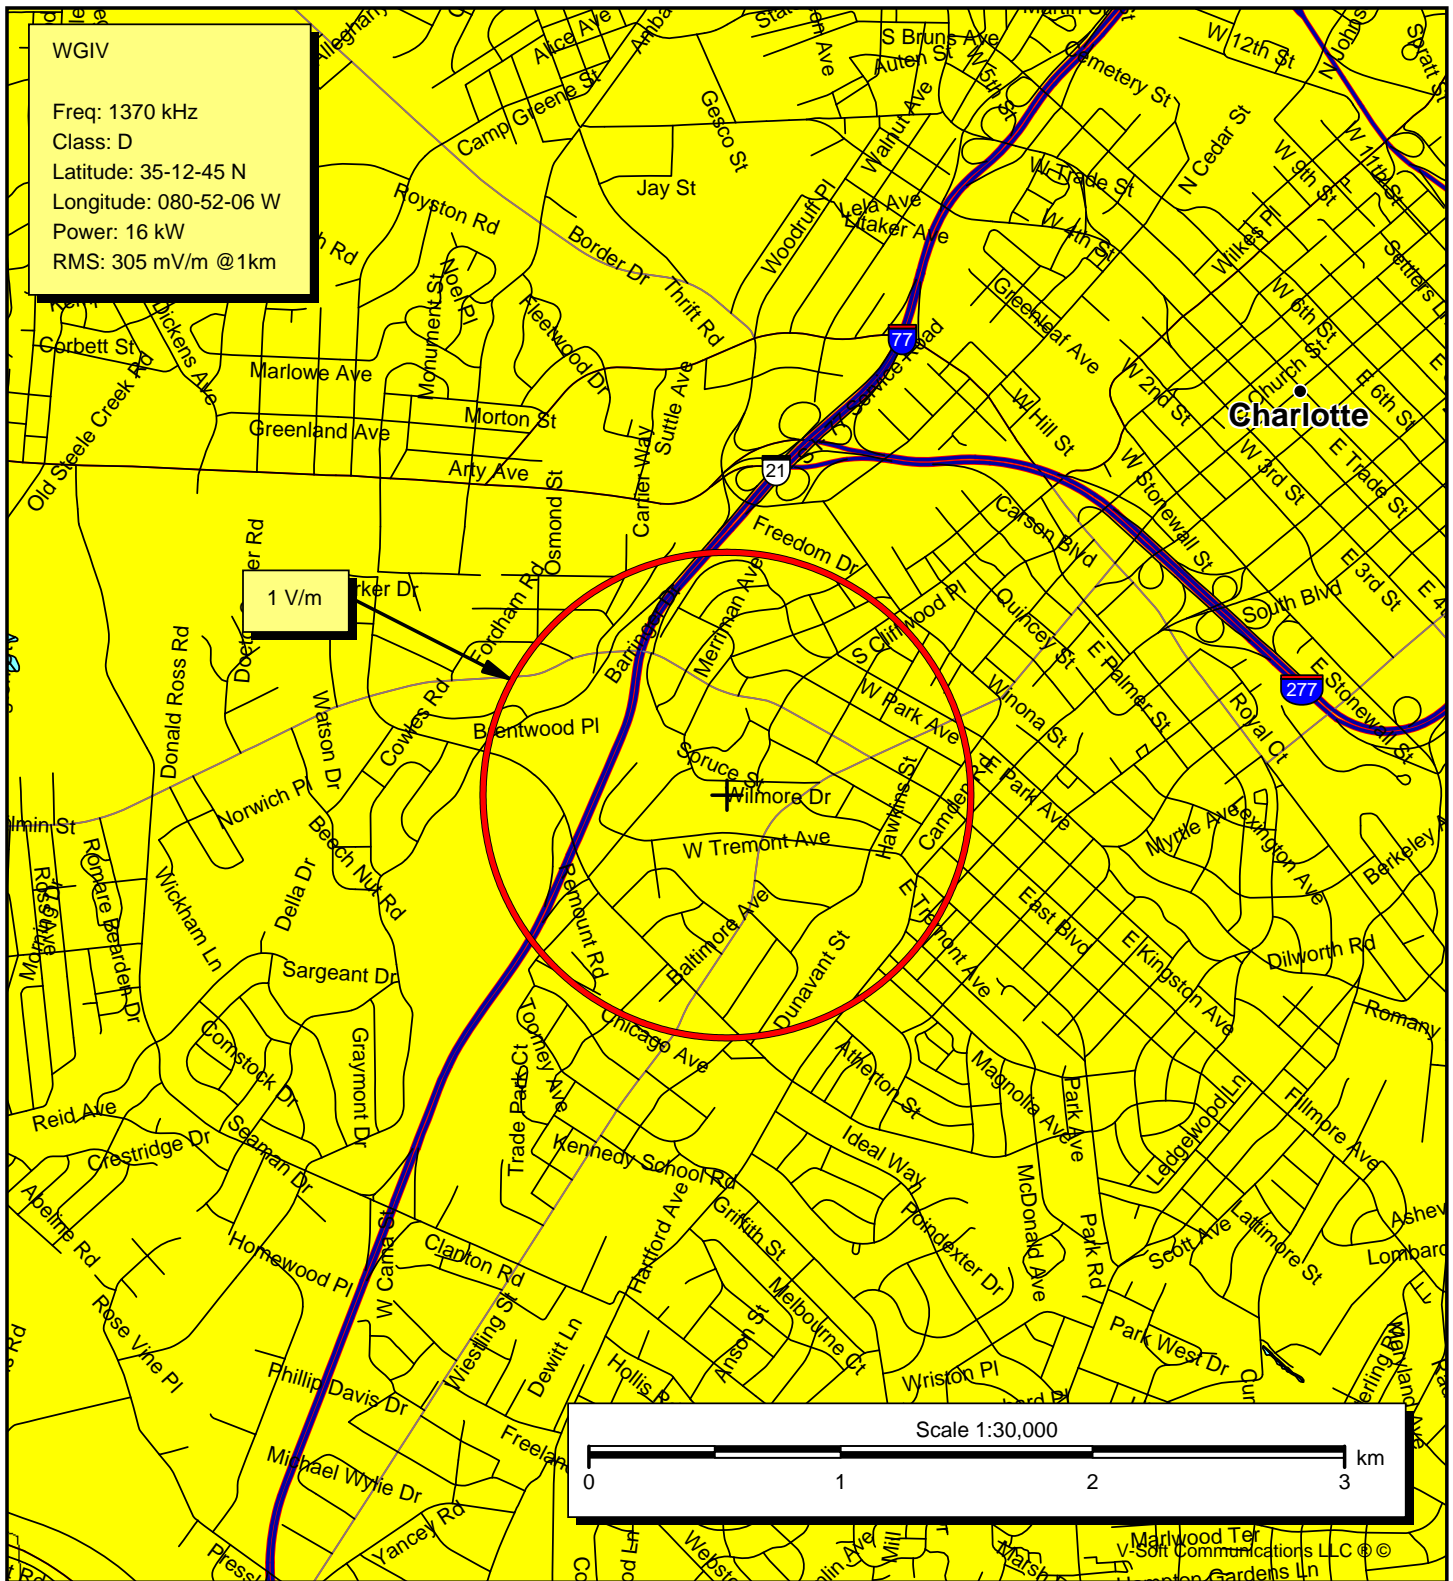 WGIV
Freq: 1370 kHz
Class: D
Latitude: 35-12-45 N
Longitude: 080-52-06 W
Power: 16 kW
RMS: 305 mV/m @1km
Alice Ave
Camp Greene St
S Bruns Ave
Auten St
W 5th St
Cemetery St
W 12th St
Spratt St
Gesco St
Walnut Ave
Jay St
Royston Rd
Border Dr
Thrift Rd
Woodruff Pl
Lela Ave
Litaker Ave
W Trade St
W 4th St
N Cedar St
W 9th St
W 11th St
Wilkes Pl
W 6th St
Noel Pl
Monument St
Fleetwood Dr
Dickens Ave
Corbett St
Marlowe Ave
Morton St
Greenland Ave
Arty Ave
Old Steele Creek Rd
Suttle Ave
Cartier Way
Osmond St
77
21
Greenleaf Ave
W 2nd St
W Hill St
Church St
Charlotte
E 6th St
E Trade St
W 3rd St
W Stonewall St
Carson Blvd
E 3rd St
South Blvd
277
E Stonewall St
Freedom Dr
1 V/m
Fordham Rd
Barringer Dr
Merriman Ave
S Cliffwood Pl
Quincey St
E Palmer St
W Park Ave
Winona St
Royal Ct
Donald Ross Rd
Watson Dr
Cowles Rd
Brentwood Pl
Spruce St
Wilmore Dr
Hawkins St
E Park Ave
Norwich Pl
Beech Nut Rd
W Tremont Ave
Myrtle Ave
Lexington Ave
Romare Bearden Dr
Wickham Ln
Della Dr
Remount Rd
Baltimore Ave
Dunavant St
E Tremont Ave
East Blvd
E Kingston Ave
Dilworth Rd
Romany
Sargeant Dr
Toomey Ave
Chicago Ave
Comstock Dr
Graymont Dr
Trade Park Ct
Atherton St
Magnolia Ave
Park Ave
Ledgewood Ln
Fillmore Ave
Reid Ave
Crestridge Dr
Seaman Dr
Kennedy School Rd
Ideal Way
McDonald Ave
Park Rd
Abeline Rd
Homewood Pl
W Cama St
Clanton Rd
Hartford Ave
Griffith St
Poindexter Dr
Scott Ave
Lattimore St
Rose Vine Pl
Wiestling St
Dewitt Ln
Anson St
Melbourne Ct
Park West Dr
Phillip Davis Dr
Wriston Pl
Michael Wylie Dr
Yancey Rd
Scale 1:30,000
0 1 2 3 km
Marlwood Ter
V-Soft Communications LLC ® ©